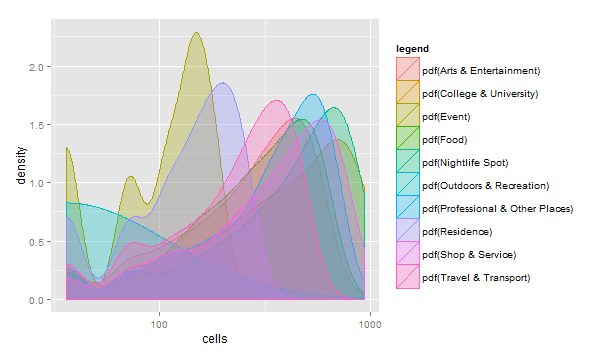 legend
pdf(Arts & Entertainment)
pdf(College & University)
pdf(Event)
pdf(Food)
pdf(Nightlife Spot)
pdf(Outdoors & Recreation)
pdf(Professional & Other Places)
pdf(Residence)
pdf(Shop & Service)
pdf(Travel & Transport)
density
2.0
1.5
1.0
0.5
0.0
100
1000
cells